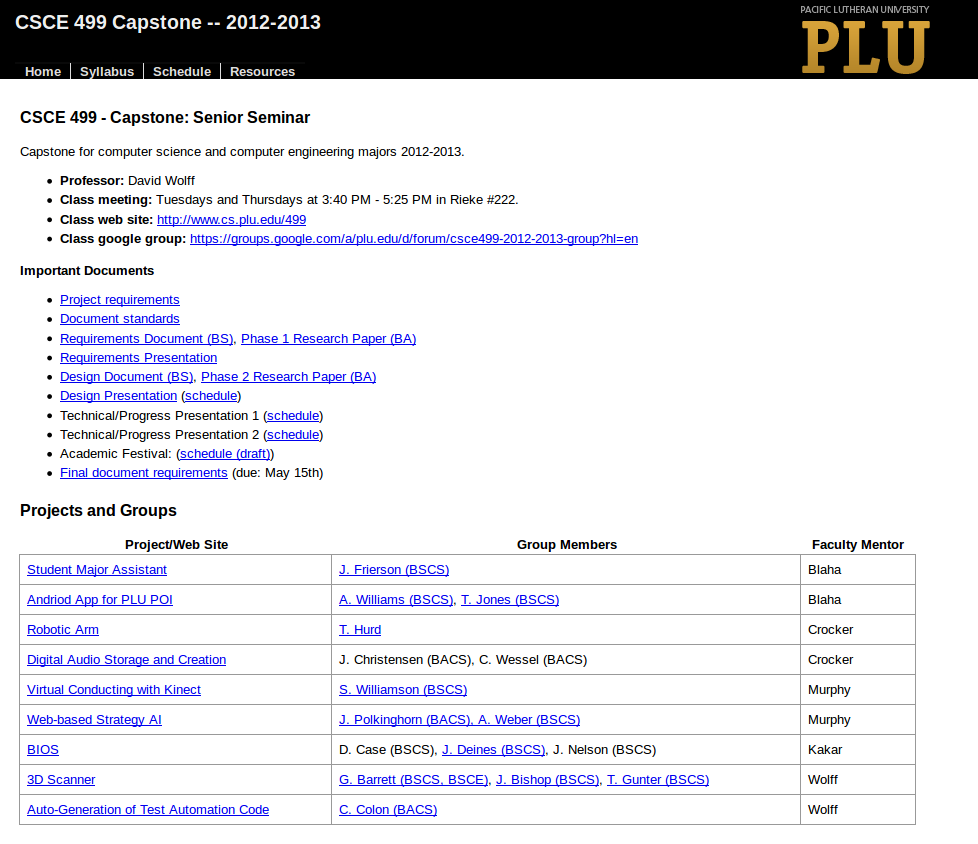 CSCE 499 Capstone -- 2012-2013
PACIFIC LUTHERAN UNIVERSITY
PLU
Home | Syllabus | Schedule | Resources
CSCE 499 - Capstone: Senior Seminar
Capstone for computer science and computer engineering majors 2012-2013.
• Professor: David Wolff
• Class meeting: Tuesdays and Thursdays at 3:40 PM - 5:25 PM in Rieke #222.
• Class web site: http://www.cs.plu.edu/499
• Class google group: https://groups.google.com/a/plu.edu/d/forum/csce499-2012-2013-group?hl=en
Important Documents
• Project requirements
• Document standards
• Requirements Document (BS), Phase 1 Research Paper (BA)
• Requirements Presentation
• Design Document (BS), Phase 2 Research Paper (BA)
• Design Presentation (schedule)
• Technical/Progress Presentation 1 (schedule)
• Technical/Progress Presentation 2 (schedule)
• Academic Festival: (schedule (draft))
• Final document requirements (due: May 15th)
Projects and Groups
Project/Web Site Group Members Faculty Mentor
Student Major Assistant J. Frierson (BSCS) Blaha
Andriod App for PLU POI A. Williams (BSCS), T. Jones (BSCS) Blaha
Robotic Arm T. Hurd Crocker
Digital Audio Storage and Creation J. Christensen (BACS), C. Wessel (BACS) Crocker
Virtual Conducting with Kinect S. Williamson (BSCS) Murphy
Web-based Strategy AI J. Polkinghorn (BACS), A. Weber (BSCS) Murphy
BIOS D. Case (BSCS), J. Deines (BSCS), J. Nelson (BSCS) Kakar
3D Scanner G. Barrett (BSCS, BSCE), J. Bishop (BSCS), T. Gunter (BSCS) Wolff
Auto-Generation of Test Automation Code C. Colon (BACS) Wolff